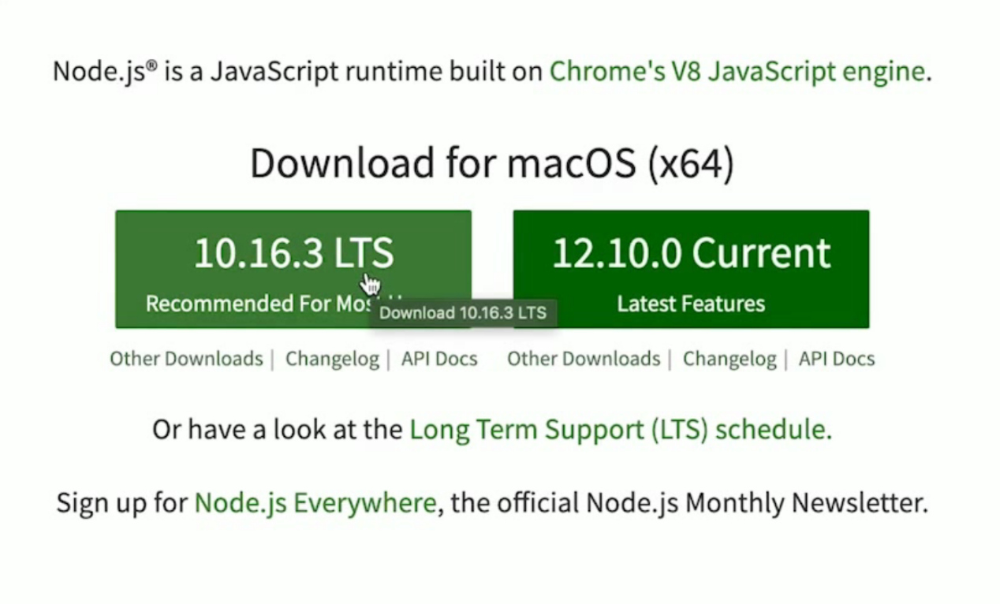 Node.js® is a JavaScript runtime built on Chrome's V8 JavaScript engine.
Download for macOS (x64)
10.16.3 LTS
Recommended For Most
Download 10.16.3 LTS
12.10.0 Current
Latest Features
Other Downloads | Changelog | API Docs
Other Downloads | Changelog | API Docs
Or have a look at the Long Term Support (LTS) schedule.
Sign up for Node.js Everywhere, the official Node.js Monthly Newsletter.